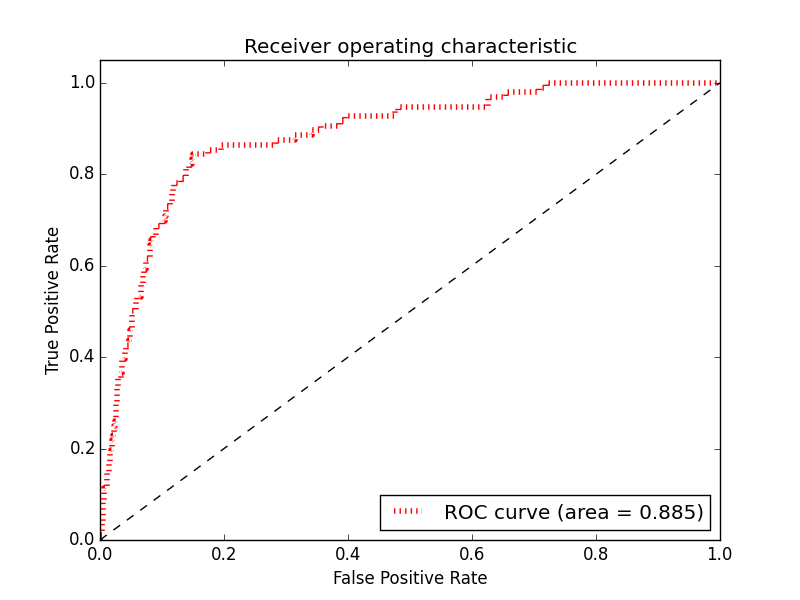 Receiver operating characteristic
1.0
0.8
0.6
0.4
0.2
0.0
True Positive Rate
ROC curve (area = 0.885)
0.0 0.2 0.4 0.6 0.8 1.0
False Positive Rate